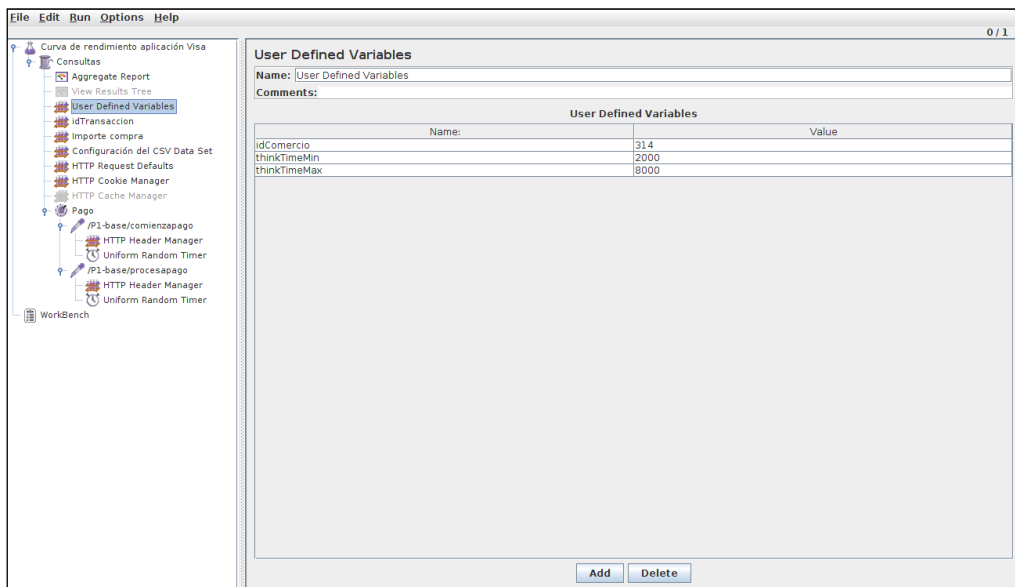 File Edit Run Options Help
0 / 1
Curva de rendimiento aplicación Visa
Consultas
Aggregate Report
View Results Tree
User Defined Variables
idTransaccion
Importe compra
Configuración del CSV Data Set
HTTP Request Defaults
HTTP Cookie Manager
HTTP Cache Manager
Pago
/P1-base/comienzapago
HTTP Header Manager
Uniform Random Timer
/P1-base/procesapago
HTTP Header Manager
Uniform Random Timer
WorkBench
User Defined Variables
Name: User Defined Variables
Comments:
User Defined Variables
Name: Value
idComercio 314
thinkTimeMin 2000
thinkTimeMax 8000
Add Delete